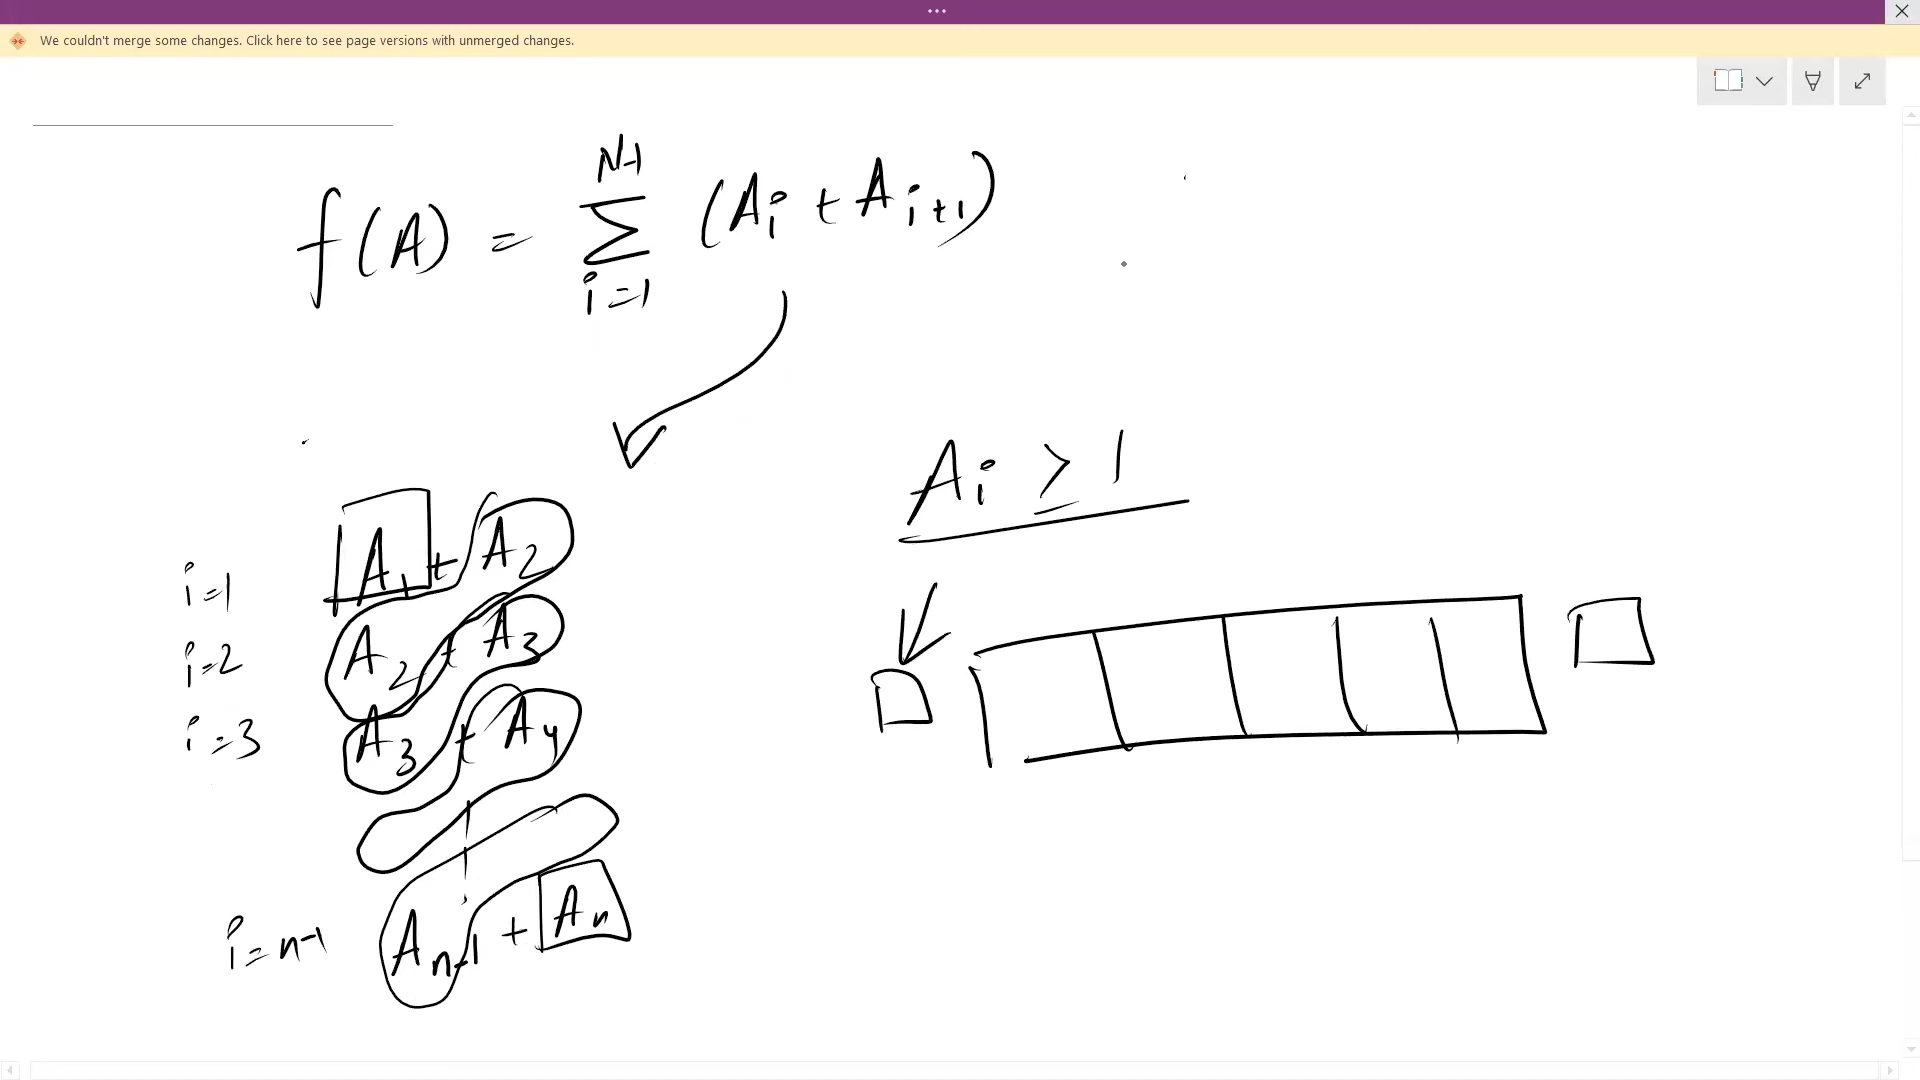 We couldn't merge some changes. Click here to see page versions with unmerged changes.
f(A) = ∑_{i=1}^{N-1} (A_i + A_{i+1})
A_i ≥ 1
i=1 A_1 + A_2
i=2 A_2 + A_3
i=3 A_3 + A_4
i=n-1 A_{n-1} + A_n